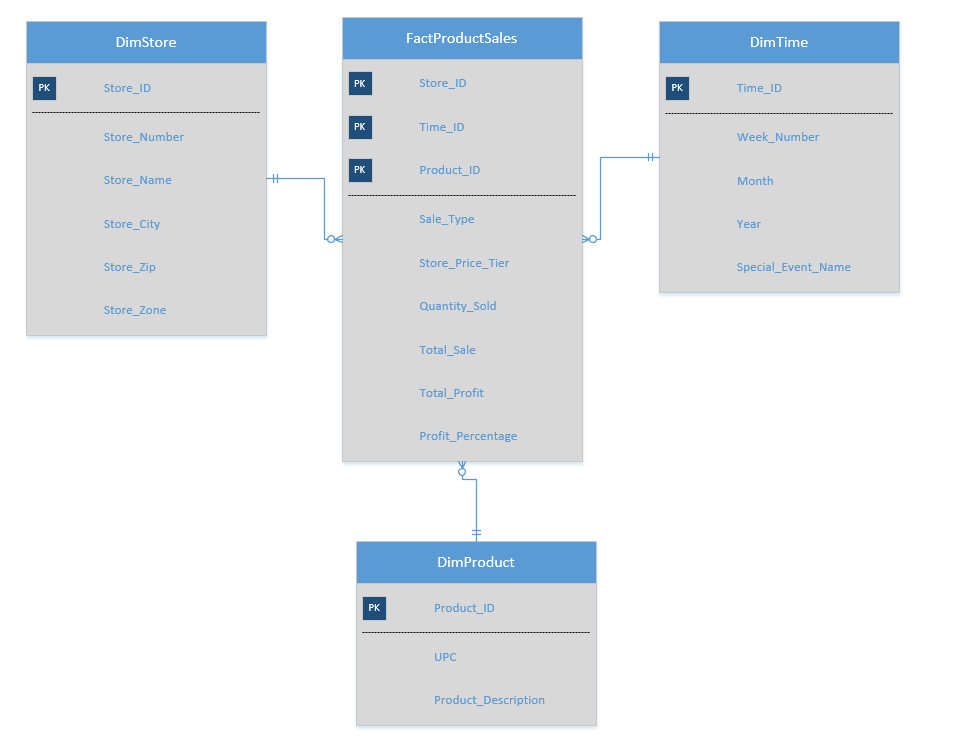 DimStore
PK Store_ID
Store_Number
Store_Name
Store_City
Store_Zip
Store_Zone
FactProductSales
PK Store_ID
PK Time_ID
PK Product_ID
Sale_Type
Store_Price_Tier
Quantity_Sold
Total_Sale
Total_Profit
Profit_Percentage
DimTime
PK Time_ID
Week_Number
Month
Year
Special_Event_Name
DimProduct
PK Product_ID
UPC
Product_Description